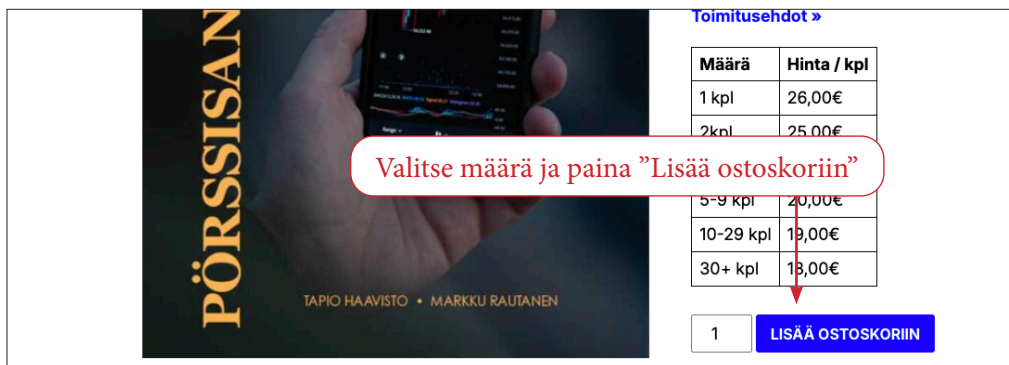 PÖRSSISAN
TAPIO HAAVISTO • MARKKU RAUTANEN
Toimitusehdot »
Määrä Hinta / kpl
1 kpl 26,00€
2kpl 25,00€
Valitse määrä ja paina ”Lisää ostoskoriin”
5-9 kpl 20,00€
10-29 kpl 19,00€
30+ kpl 18,00€
1 LISÄÄ OSTOSKORIIN